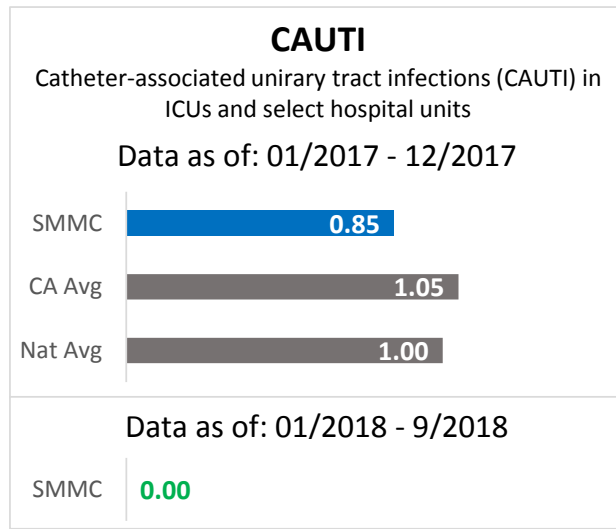 CAUTI
Catheter-associated unirary tract infections (CAUTI) in
ICUs and select hospital units
Data as of: 01/2017 - 12/2017
SMMC 0.85
CA Avg 1.05
Nat Avg 1.00
Data as of: 01/2018 - 9/2018
SMMC 0.00